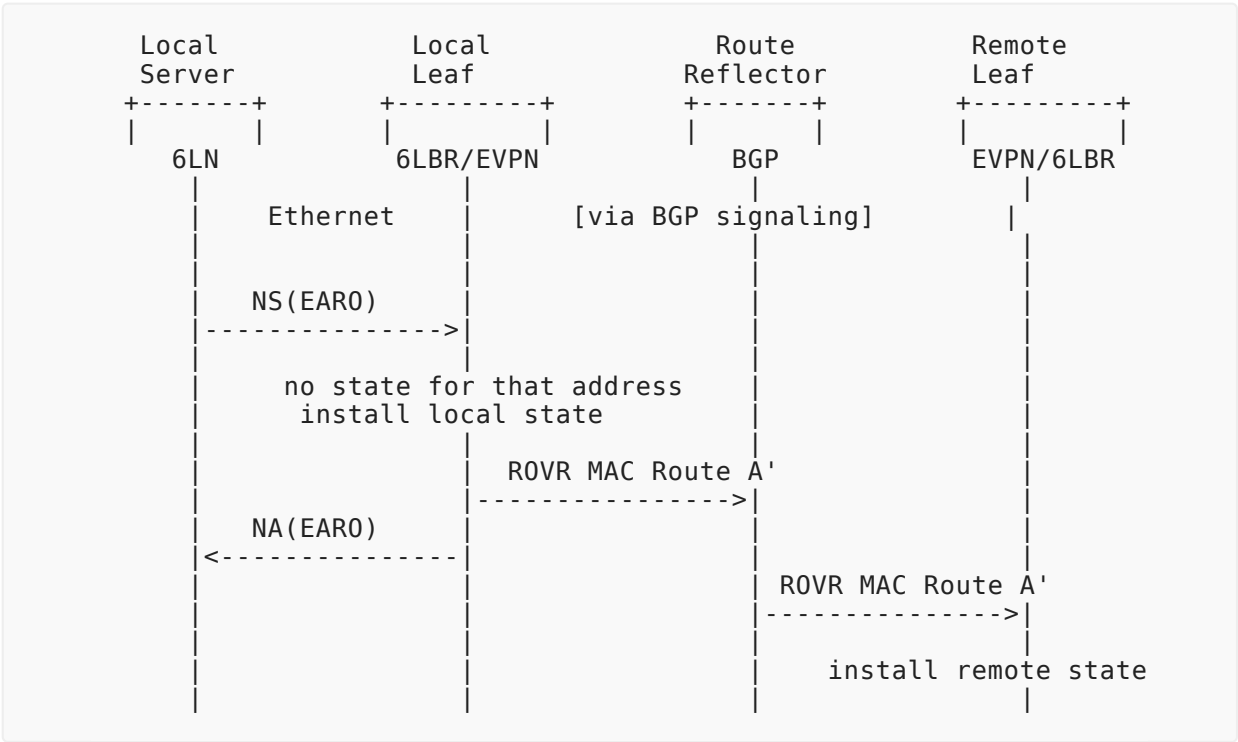 Local Local Route Remote
Server Leaf Reflector Leaf
+-------+ +---------+ +-------+ +---------+
| | | | | | | |
6LN 6LBR/EVPN BGP EVPN/6LBR
| | | |
| Ethernet | [via BGP signaling] |
| | | |
| | | |
| NS(EARO) | | |
|--------------->| | |
| | | |
| no state for that address | |
| install local state | |
| | | |
| | ROVR MAC Route A' |
| |---------------->| |
| NA(EARO) | | |
|<---------------| | |
| | | ROVR MAC Route A'
| | |--------------->|
| | | |
| | | install remote state
| | | |